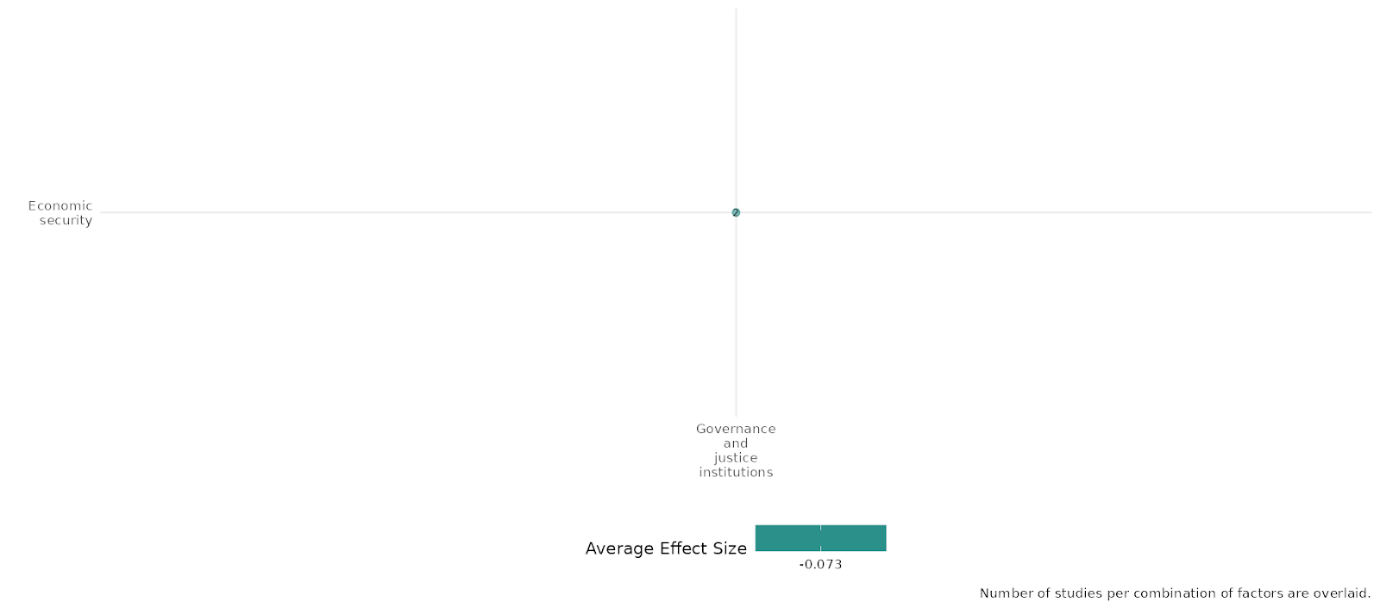 Economic
security
Governance
and
justice
institutions
Average Effect Size
-0.073
Number of studies per combination of factors are overlaid.